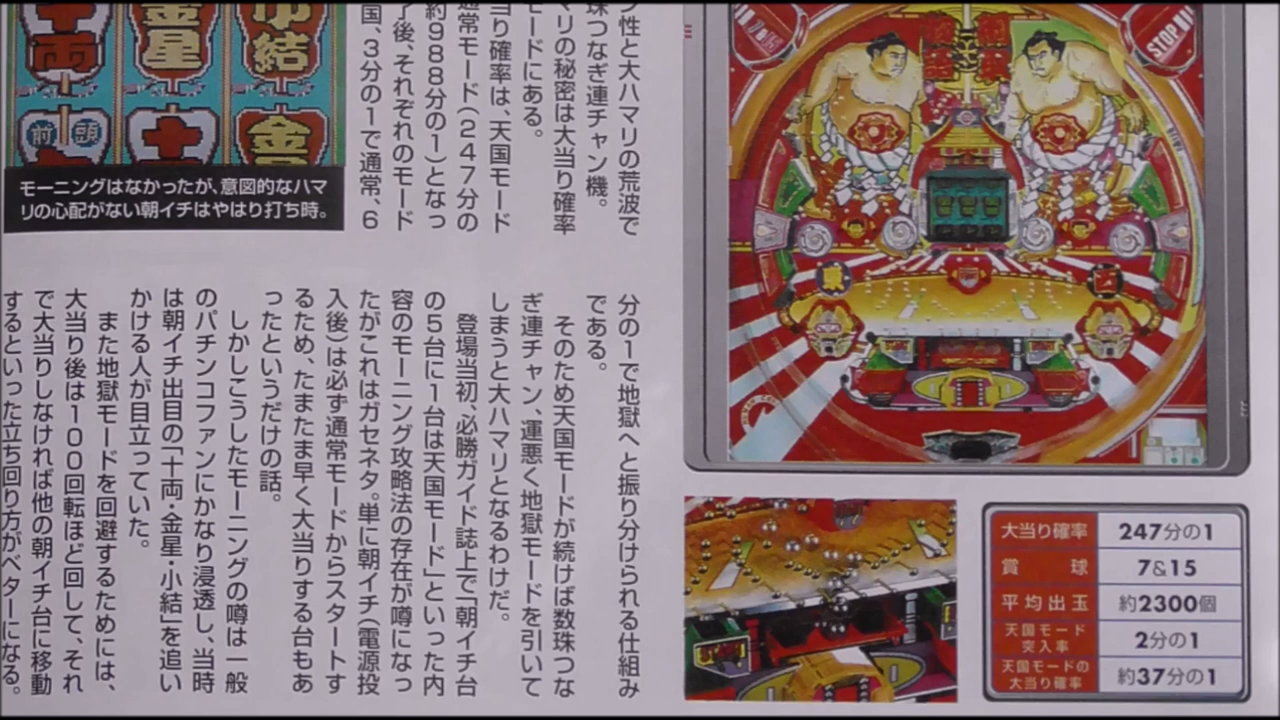 ン性と大ハマリの荒波で
珠つなぎ連チャン機。
マリの秘密は大当り確率
モードにある。
当り確率は、天国モード
通常モード(247分の
約988分の1)となっ
了後、それぞれのモード
国、3分の1で通常、6
分の1で地獄へと振り分けられる仕組み
である。
そのため天国モードが続けば数珠つな
ぎ連チャン、運悪く地獄モードを引いて
しまうと大ハマリとなるわけだ。
登場当初、必勝ガイド誌上で「朝イチ台
の5台に1台は天国モード」といった内
容のモーニング攻略法の存在が噂になっ
たがこれはガセネタ。単に朝イチ(電源投
入後)は必ず通常モードからスタートす
るため、たまたま早く大当りする台もあ
ったというだけの話。
しかしこうしたモーニングの噂は一般
のパチンコファンにかなり浸透し、当時
は朝イチ出目の「十両・金星・小結」を追い
かける人が目立っていた。
また地獄モードを回避するためには、
大当り後は100回転ほど回して、それ
で大当りしなければ他の朝イチ台に移動
するといった立ち回り方がベターになる。
十両
金星
小結
前頭
十
金
モーニングはなかったが、意図的なハマ
リの心配がない朝イチはやはり打ち時。
7&15
STOP
大当り確率 247分の1
賞球 7&15
平均出玉 約2300個
天国モード
突入率 2分の1
天国モードの
大当り確率 約37分の1